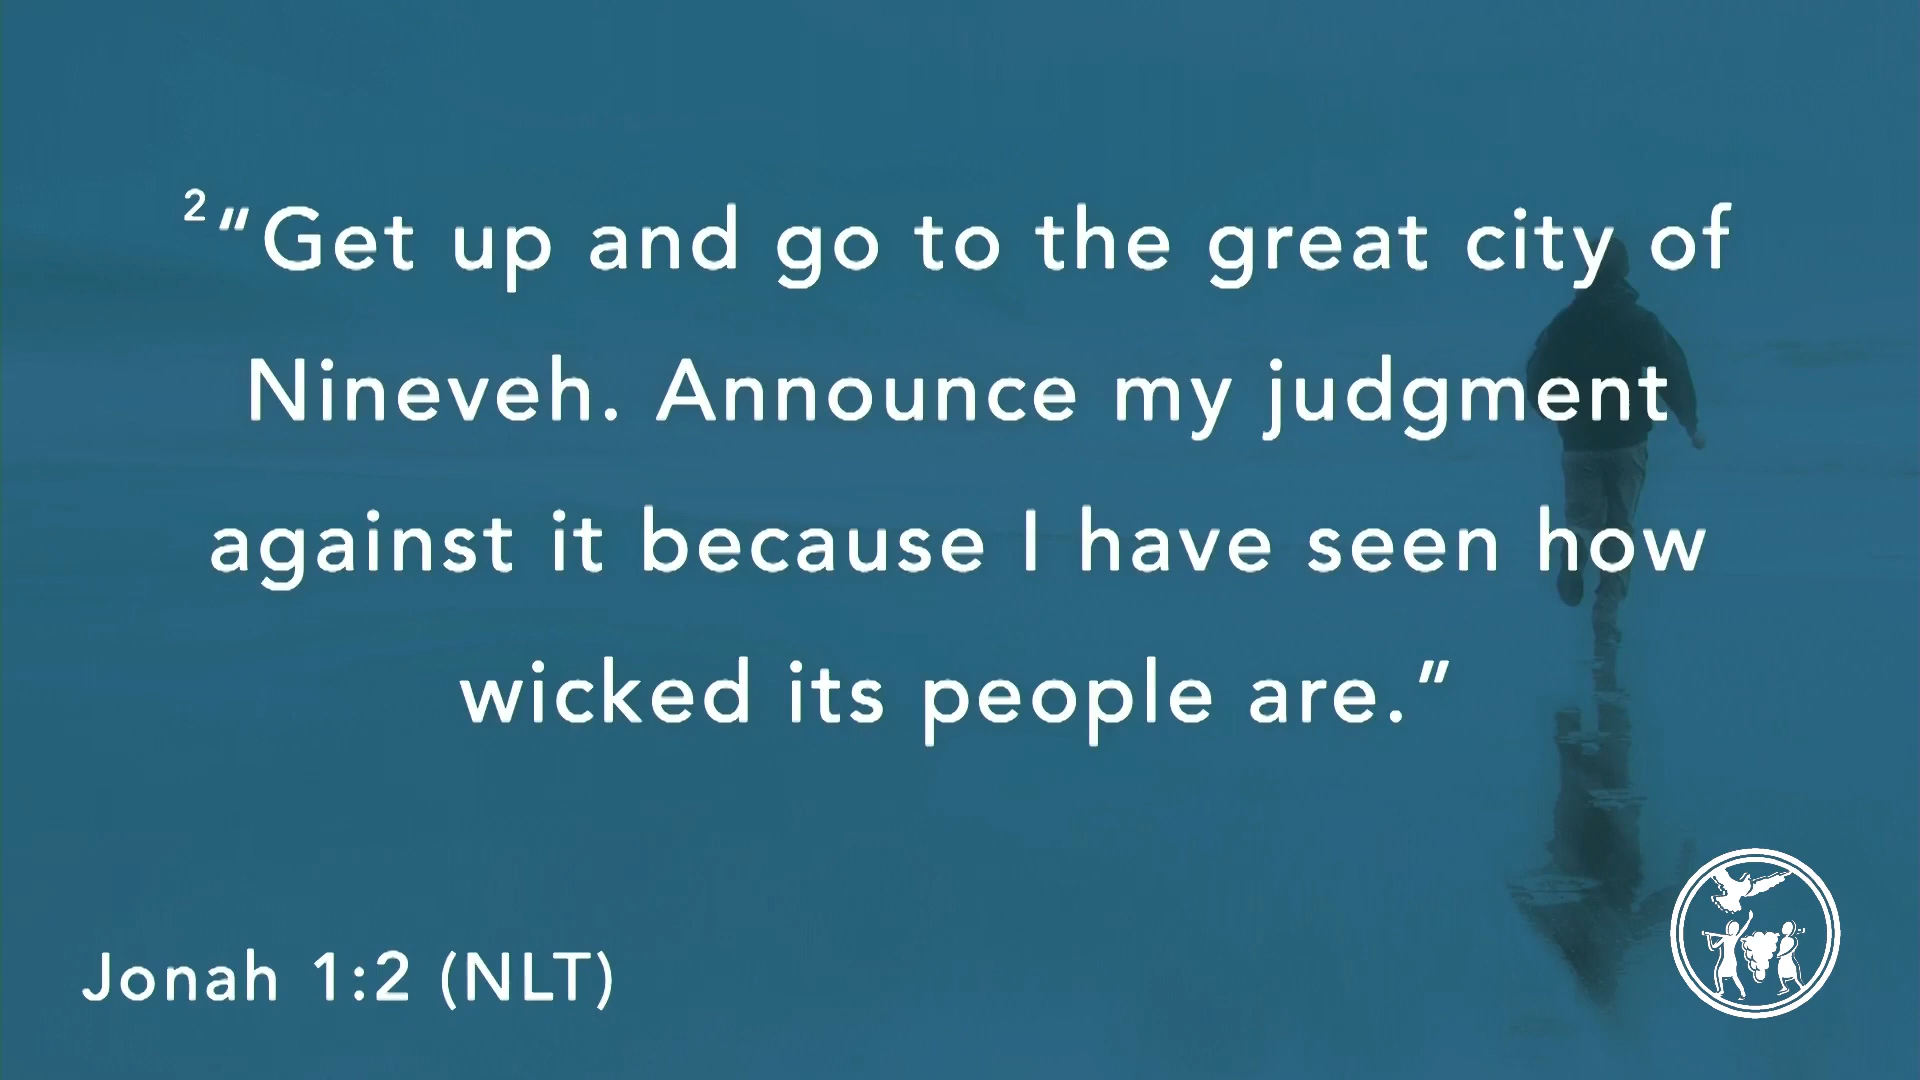 ²“Get up and go to the great city of
Nineveh. Announce my judgment
against it because I have seen how
wicked its people are.”
Jonah 1:2 (NLT)